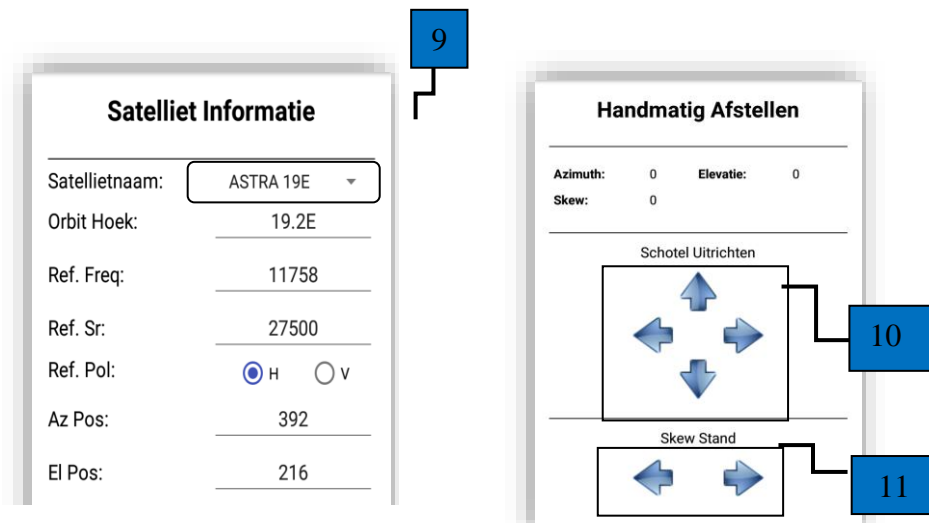 9
Satelliet Informatie
Satellietnaam: ASTRA 19E
Orbit Hoek: 19.2E
Ref. Freq: 11758
Ref. Sr: 27500
Ref. Pol: H V
Az Pos: 392
El Pos: 216
Handmatig Afstellen
Azimuth: 0 Elevatie: 0
Skew: 0
Schotel Uitrichten
10
Skew Stand
11